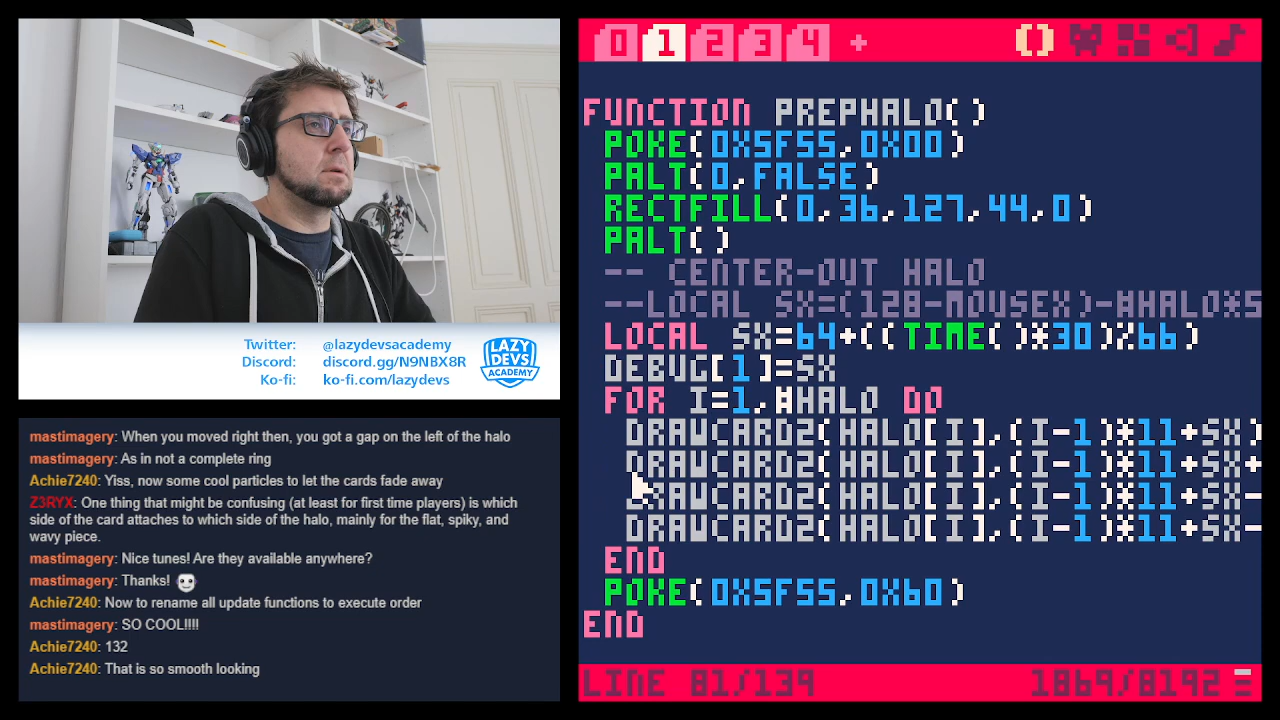 Twitter: @lazydevsacademy
Discord: discord.gg/N9NBX8R
Ko-fi: ko-fi.com/lazydevs
LAZY DEVS ACADEMY
mastimagery: When you moved right then, you got a gap on the left of the halo
mastimagery: As in not a complete ring
Achie7240: Yiss, now some cool particles to let the cards fade away
Z3RYX: One thing that might be confusing (at least for first time players) is which
side of the card attaches to which side of the halo, mainly for the flat, spiky, and
wavy piece.
mastimagery: Nice tunes! Are they available anywhere?
mastimagery: Thanks!
Achie7240: Now to rename all update functions to execute order
mastimagery: SO COOL!!!!
Achie7240: 132
Achie7240: That is so smooth looking
0 1 2 3 4 +
FUNCTION PREPHALO()
POKE(0X5F55,0X00)
PALT(0,FALSE)
RECTFILL(0,36,127,44,0)
PALT()
-- CENTER-OUT HALO
--LOCAL SX=(128-MOUSEX)-#HALO*5
LOCAL SX=64+((TIME()*30)%66)
DEBUG[1]=SX
FOR I=1,#HALO DO
DRAWCARD2(HALO[I],(I-1)*11+SX)
DRAWCARD2(HALO[I],(I-1)*11+SX+
DRAWCARD2(HALO[I],(I-1)*11+SX-
DRAWCARD2(HALO[I],(I-1)*11+SX-
END
POKE(0X5F55,0X60)
END
LINE 81/139 1869/8192